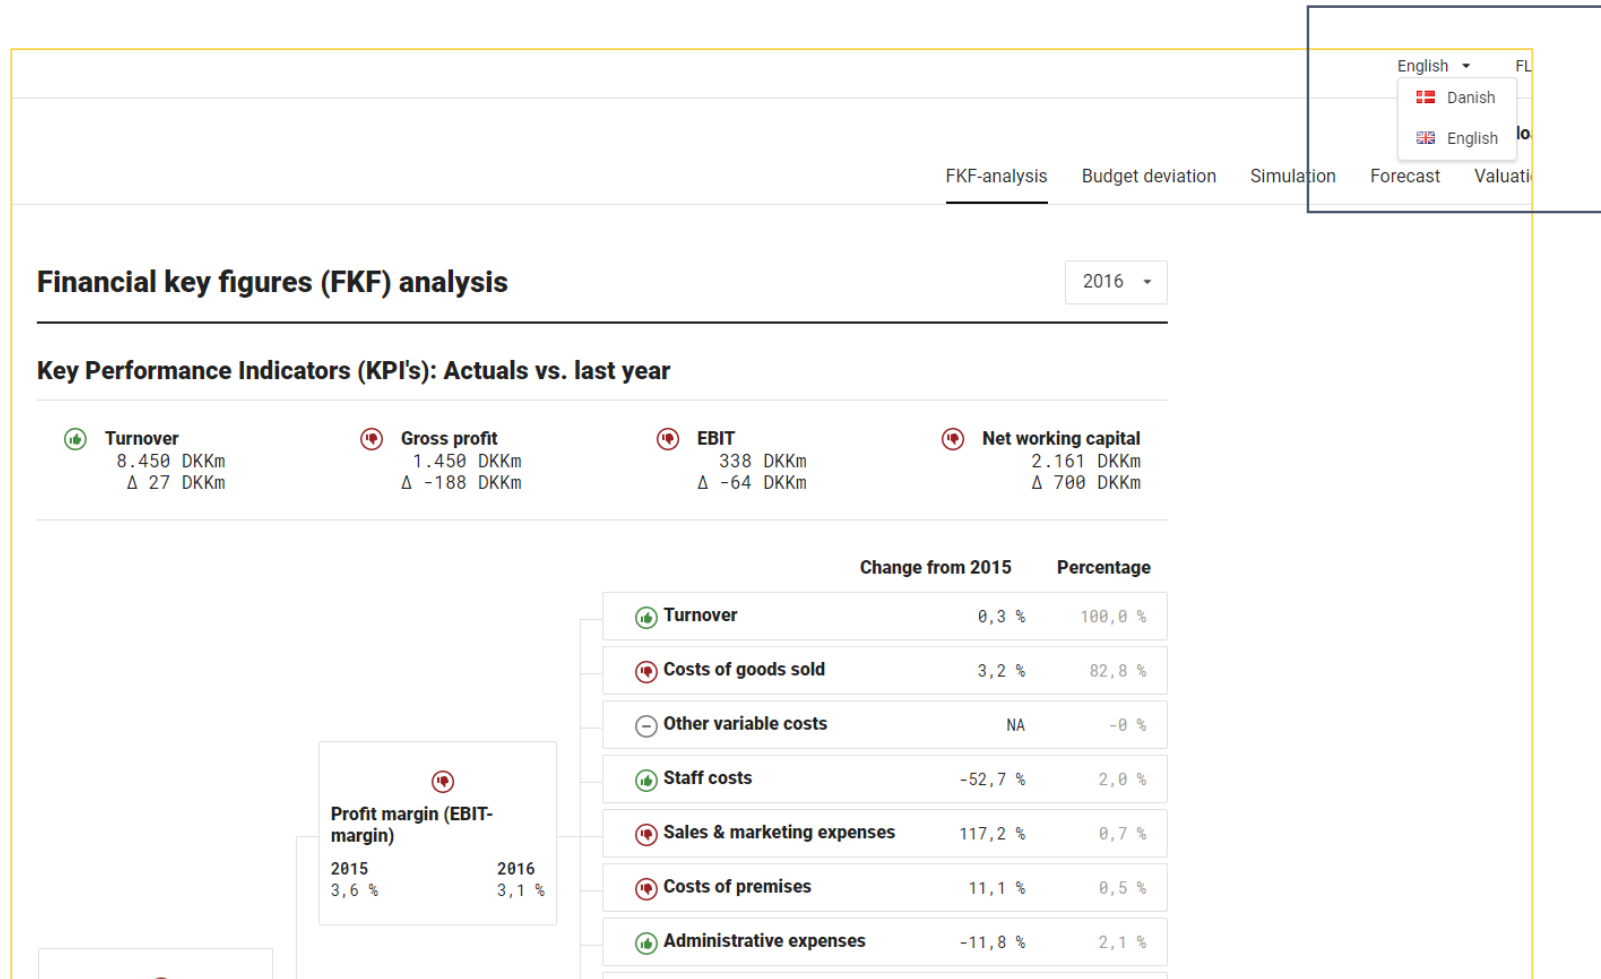 English FL
Danish
English
FKF-analysis Budget deviation Simulation Forecast
Financial key figures (FKF) analysis 2016
Key Performance Indicators (KPI's): Actuals vs. last year
Turnover Gross profit EBIT Net working capital
8.450 DKKm 1.450 DKKm 338 DKKm 2.161 DKKm
Δ 27 DKKm Δ -188 DKKm Δ -64 DKKm Δ 700 DKKm
Change from 2015 Percentage
Turnover 0,3 % 100,0 %
Costs of goods sold 3,2 % 82,8 %
Other variable costs NA -0 %
Staff costs -52,7 % 2,0 %
Profit margin (EBIT-
margin)
2015 2016
3,6 % 3,1 %
Sales & marketing expenses 117,2 % 0,7 %
Costs of premises 11,1 % 0,5 %
Administrative expenses -11,8 % 2,1 %